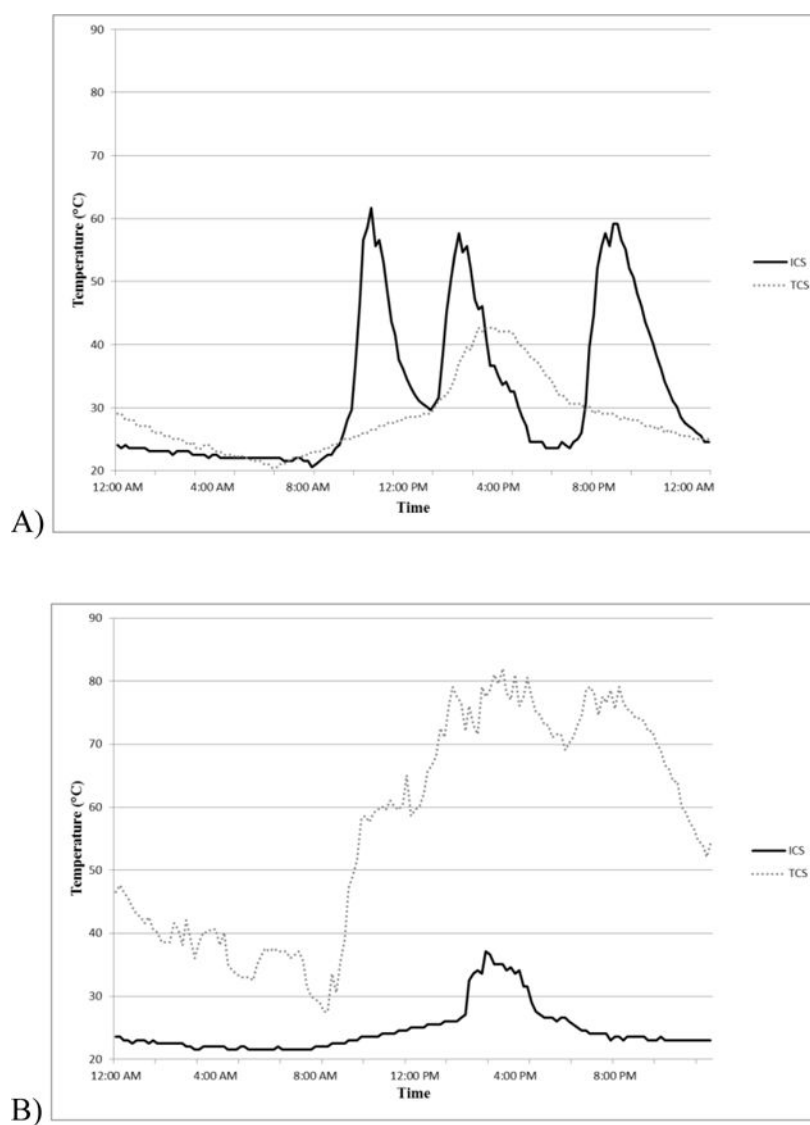 90
80
70
60
50
40
30
20
Temperature (°C)
12:00 AM 4:00 AM 8:00 AM 12:00 PM 4:00 PM 8:00 PM 12:00 AM
Time
ICS
TCS
A)
90
80
70
60
50
40
30
20
Temperature (°C)
12:00 AM 4:00 AM 8:00 AM 12:00 PM 4:00 PM 8:00 PM
Time
ICS
TCS
B)